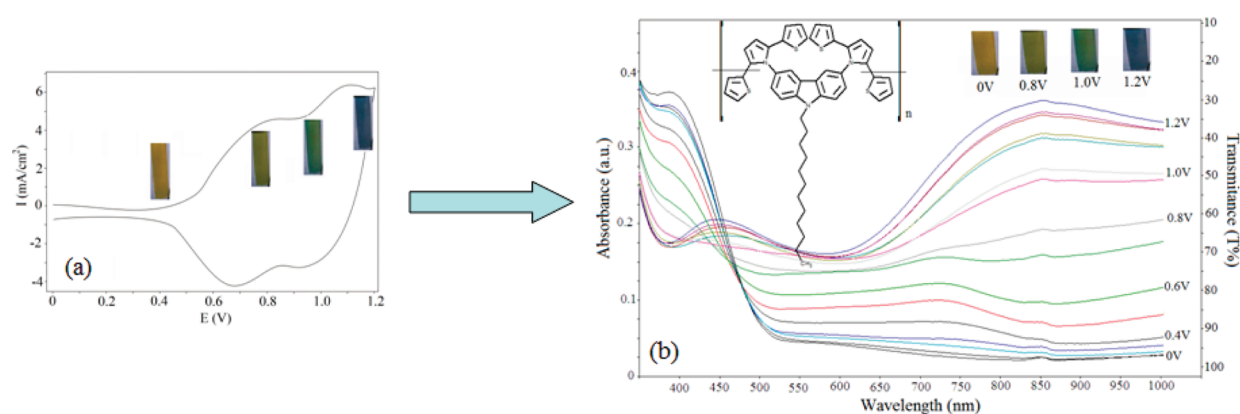 6
4
2
0
-2
-4
I (mA/cm²)
0
0.2
0.4
0.6
0.8
1.0
1.2
E (V)
(a)
0.4
0.3
0.2
0.1
0
Absorbance (a.u.)
400
450
500
550
600
650
700
750
800
850
900
950
1000
Wavelength (nm)
(b)
S
S
N
N
S
S
N
n
CH₃
0V
0.8V
1.0V
1.2V
1.2V
1.0V
0.8V
0.6V
0.4V
0V
10
20
30
40
50
60
70
80
90
100
Transmitance (T%)